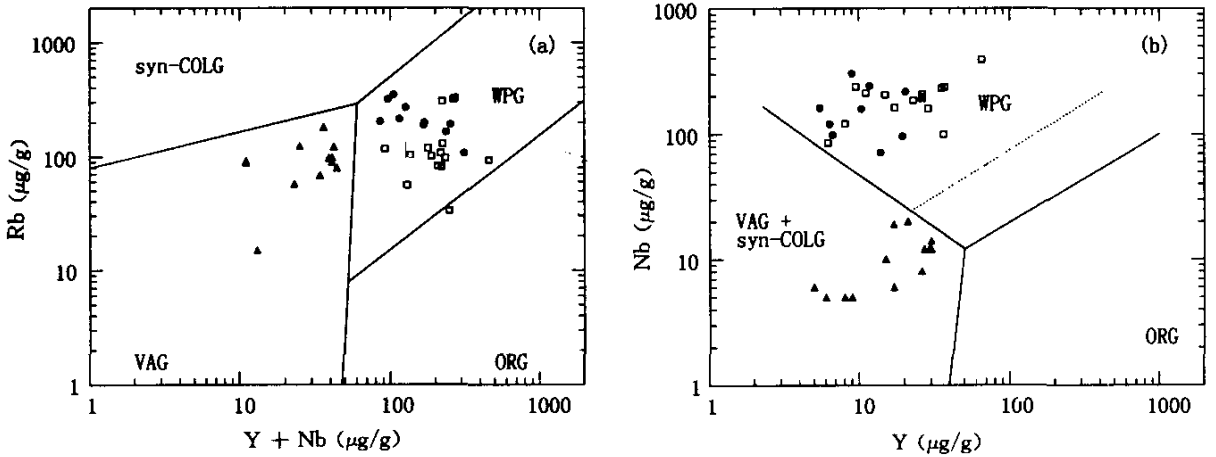 1000
100
10
1
Rb (μg/g)
syn-COLG
(a)
WPG
VAG
ORG
1
10
100
1000
Y + Nb (μg/g)
1000
100
10
1
Nb (μg/g)
(b)
WPG
VAG +
syn-COLG
ORG
1
10
100
1000
Y (μg/g)